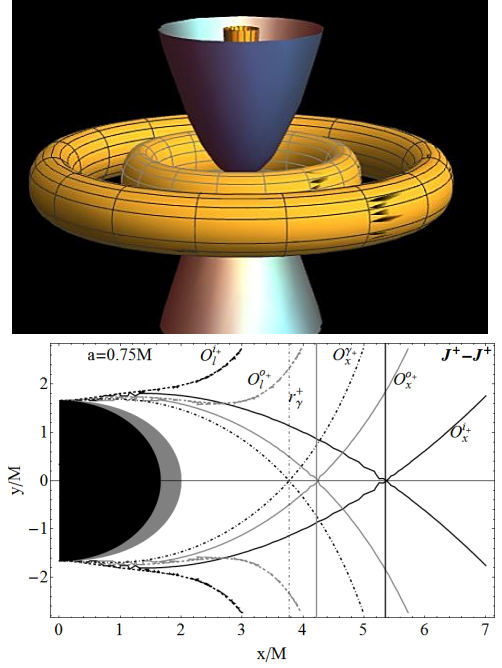 a=0.75M
O_l^{i+}
O_x^{γ+}
J⁺−J⁺
O_l^{o+}
O_x^{o+}
r_γ^+
O_x^{i+}
2
1
0
−1
−2
y/M
0 1 2 3 4 5 6 7
x/M